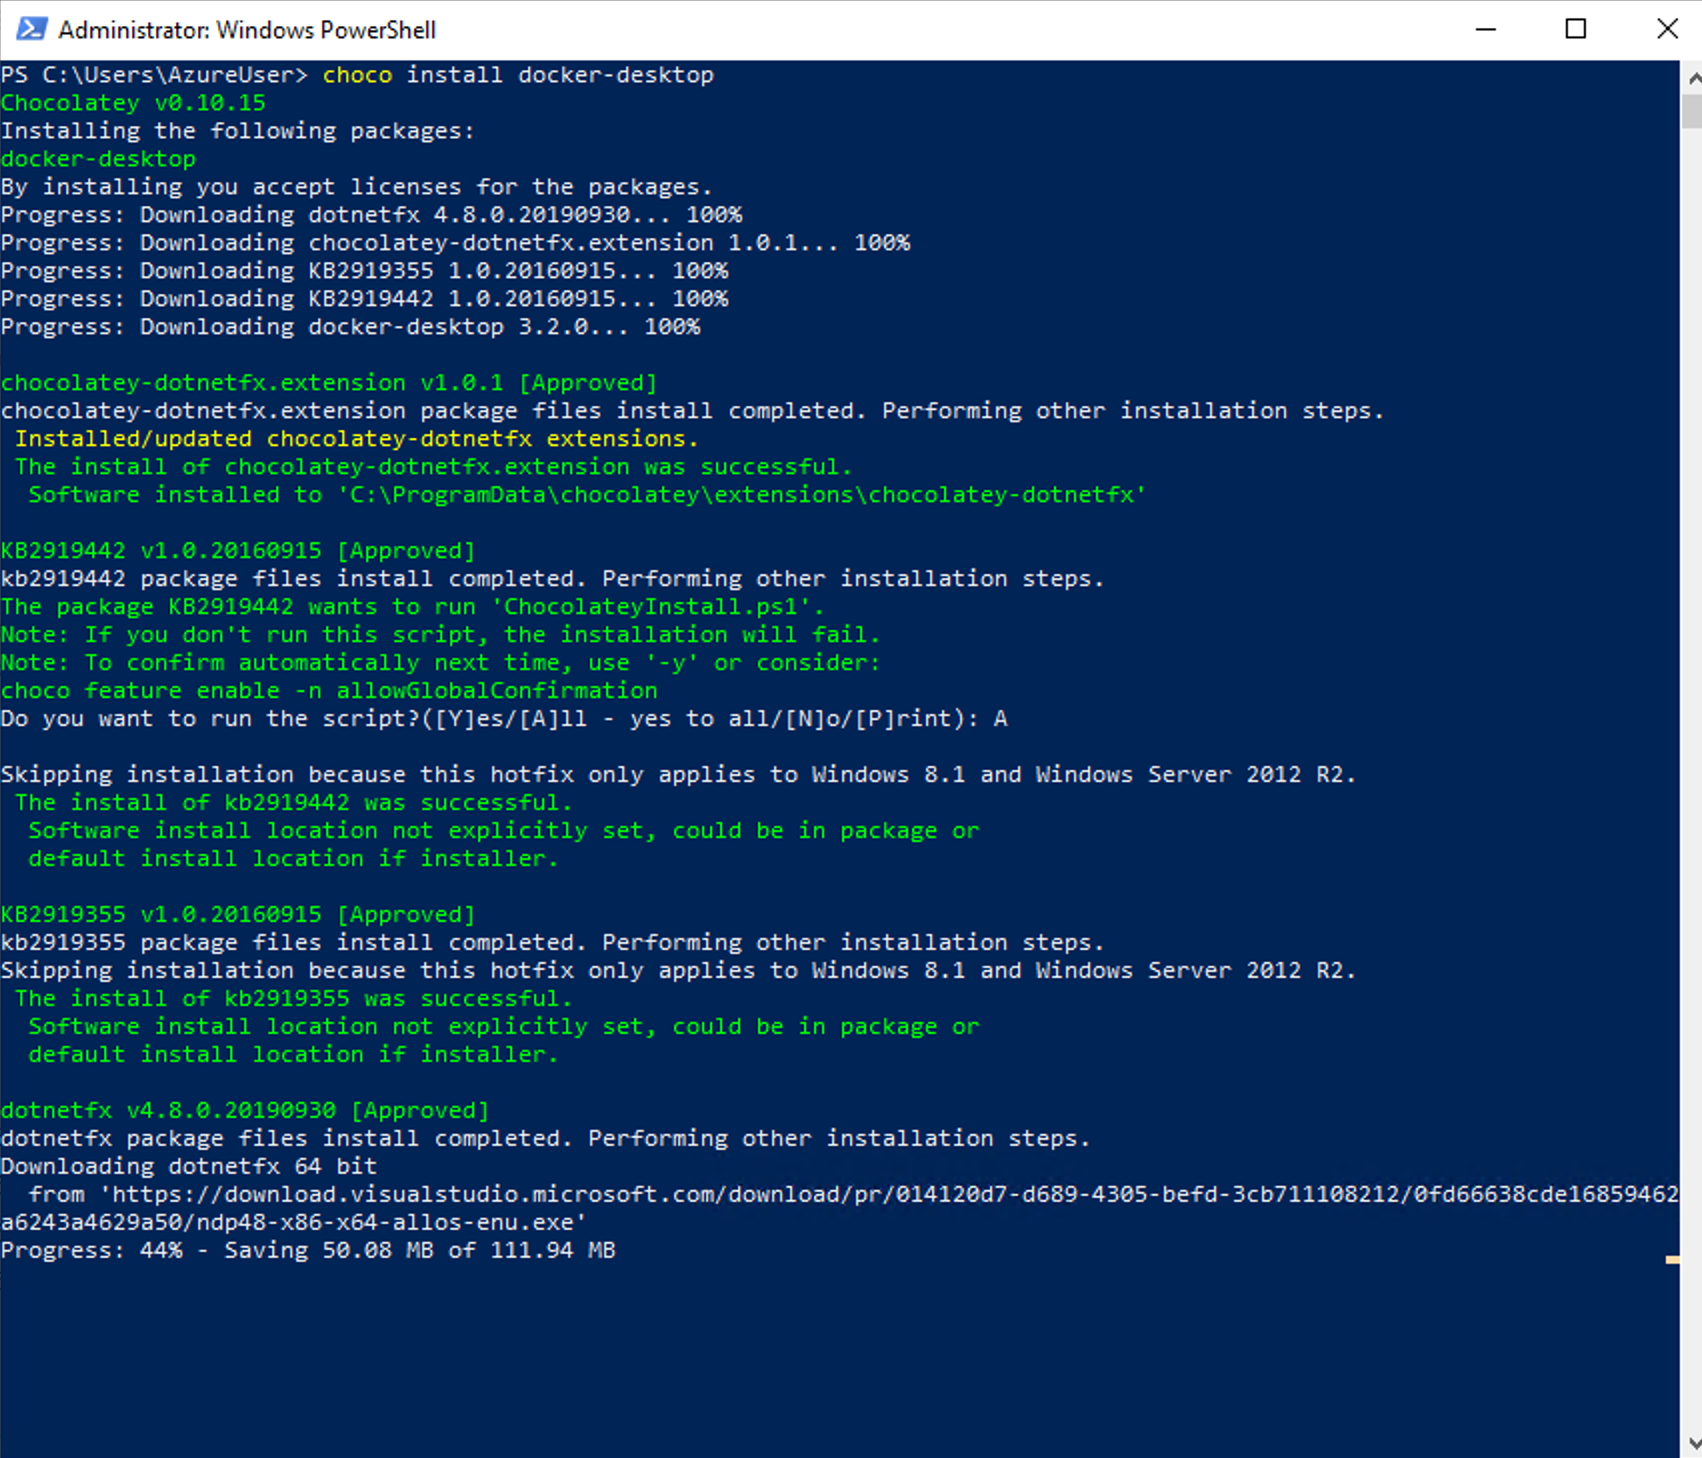 Administrator: Windows PowerShell
PS C:\Users\AzureUser> choco install docker-desktop
Chocolatey v0.10.15
Installing the following packages:
docker-desktop
By installing you accept licenses for the packages.
Progress: Downloading dotnetfx 4.8.0.20190930... 100%
Progress: Downloading chocolatey-dotnetfx.extension 1.0.1... 100%
Progress: Downloading KB2919355 1.0.20160915... 100%
Progress: Downloading KB2919442 1.0.20160915... 100%
Progress: Downloading docker-desktop 3.2.0... 100%
chocolatey-dotnetfx.extension v1.0.1 [Approved]
chocolatey-dotnetfx.extension package files install completed. Performing other installation steps.
Installed/updated chocolatey-dotnetfx extensions.
The install of chocolatey-dotnetfx.extension was successful.
Software installed to 'C:\ProgramData\chocolatey\extensions\chocolatey-dotnetfx'
KB2919442 v1.0.20160915 [Approved]
kb2919442 package files install completed. Performing other installation steps.
The package KB2919442 wants to run 'ChocolateyInstall.ps1'.
Note: If you don't run this script, the installation will fail.
Note: To confirm automatically next time, use '-y' or consider:
choco feature enable -n allowGlobalConfirmation
Do you want to run the script?([Y]es/[A]ll - yes to all/[N]o/[P]rint): A
Skipping installation because this hotfix only applies to Windows 8.1 and Windows Server 2012 R2.
The install of kb2919442 was successful.
Software install location not explicitly set, could be in package or
default install location if installer.
KB2919355 v1.0.20160915 [Approved]
kb2919355 package files install completed. Performing other installation steps.
Skipping installation because this hotfix only applies to Windows 8.1 and Windows Server 2012 R2.
The install of kb2919355 was successful.
Software install location not explicitly set, could be in package or
default install location if installer.
dotnetfx v4.8.0.20190930 [Approved]
dotnetfx package files install completed. Performing other installation steps.
Downloading dotnetfx 64 bit
from 'https://download.visualstudio.microsoft.com/download/pr/014120d7-d689-4305-befd-3cb711108212/0fd66638cde16859462
a6243a4629a50/ndp48-x86-x64-allos-enu.exe'
Progress: 44% - Saving 50.08 MB of 111.94 MB